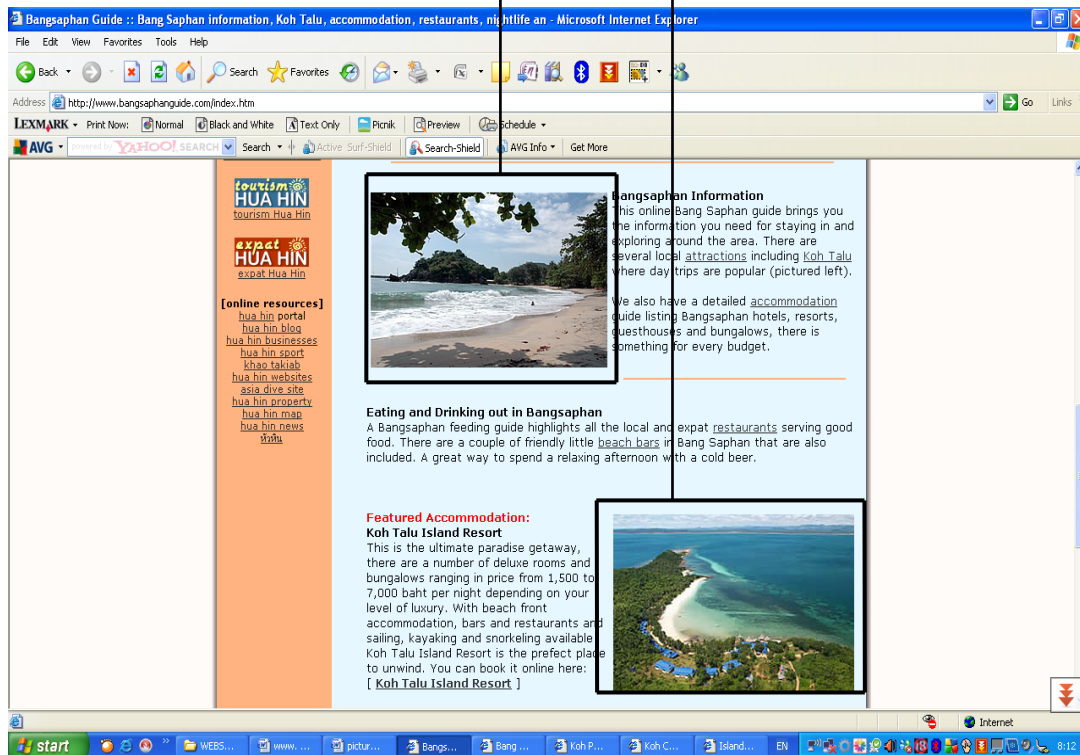 Bangsaphan Guide :: Bang Saphan information, Koh Talu, accommodation, restaurants, nightlife an - Microsoft Internet Explorer
File Edit View Favorites Tools Help
Back Search Favorites
Address http://www.bangsaphanguide.com/index.htm Go Links
LEXMARK Print Now: Normal Black and White Text Only Picnik Preview Schedule
AVG powered by YAHOO! SEARCH Search Active Surf-Shield Search-Shield AVG Info Get More
tourism
HUA HIN
tourism Hua Hin
expat
HUA HIN
expat Hua Hin
[online resources]
hua hin portal
hua hin blog
hua hin businesses
hua hin sport
khao takiab
hua hin websites
asia dive site
hua hin property
hua hin map
hua hin news
หัวหิน
Bangsaphan Information
This online Bang Saphan guide brings you
the information you need for staying in and
exploring around the area. There are
several local attractions including Koh Talu
where day trips are popular (pictured left).
We also have a detailed accommodation
guide listing Bangsaphan hotels, resorts,
guesthouses and bungalows, there is
something for every budget.
Eating and Drinking out in Bangsaphan
A Bangsaphan feeding guide highlights all the local and expat restaurants serving good
food. There are a couple of friendly little beach bars in Bang Saphan that are also
included. A great way to spend a relaxing afternoon with a cold beer.
Featured Accommodation:
Koh Talu Island Resort
This is the ultimate paradise getaway,
there are a number of deluxe rooms and
bungalows ranging in price from 1,500 to
7,000 baht per night depending on your
level of luxury. With beach front
accommodation, bars and restaurants and
sailing, kayaking and snorkeling available
Koh Talu Island Resort is the prefect place
to unwind. You can book it online here:
[ Koh Talu Island Resort ]
Internet
start WEBS... www. ... pictur... Bangs... Bang ... Koh P... Koh C... Island... EN 8:12